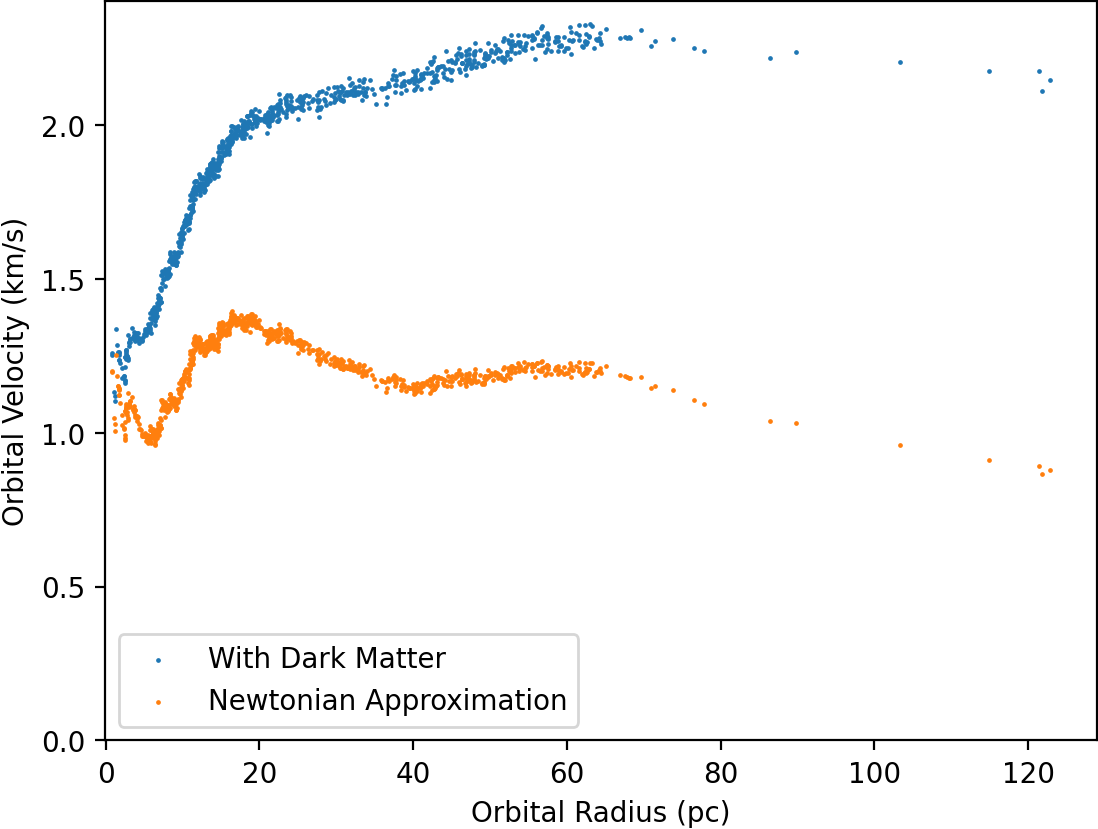 Orbital Velocity (km/s)
2.0
1.5
1.0
0.5
0.0
With Dark Matter
Newtonian Approximation
0 20 40 60 80 100 120
Orbital Radius (pc)